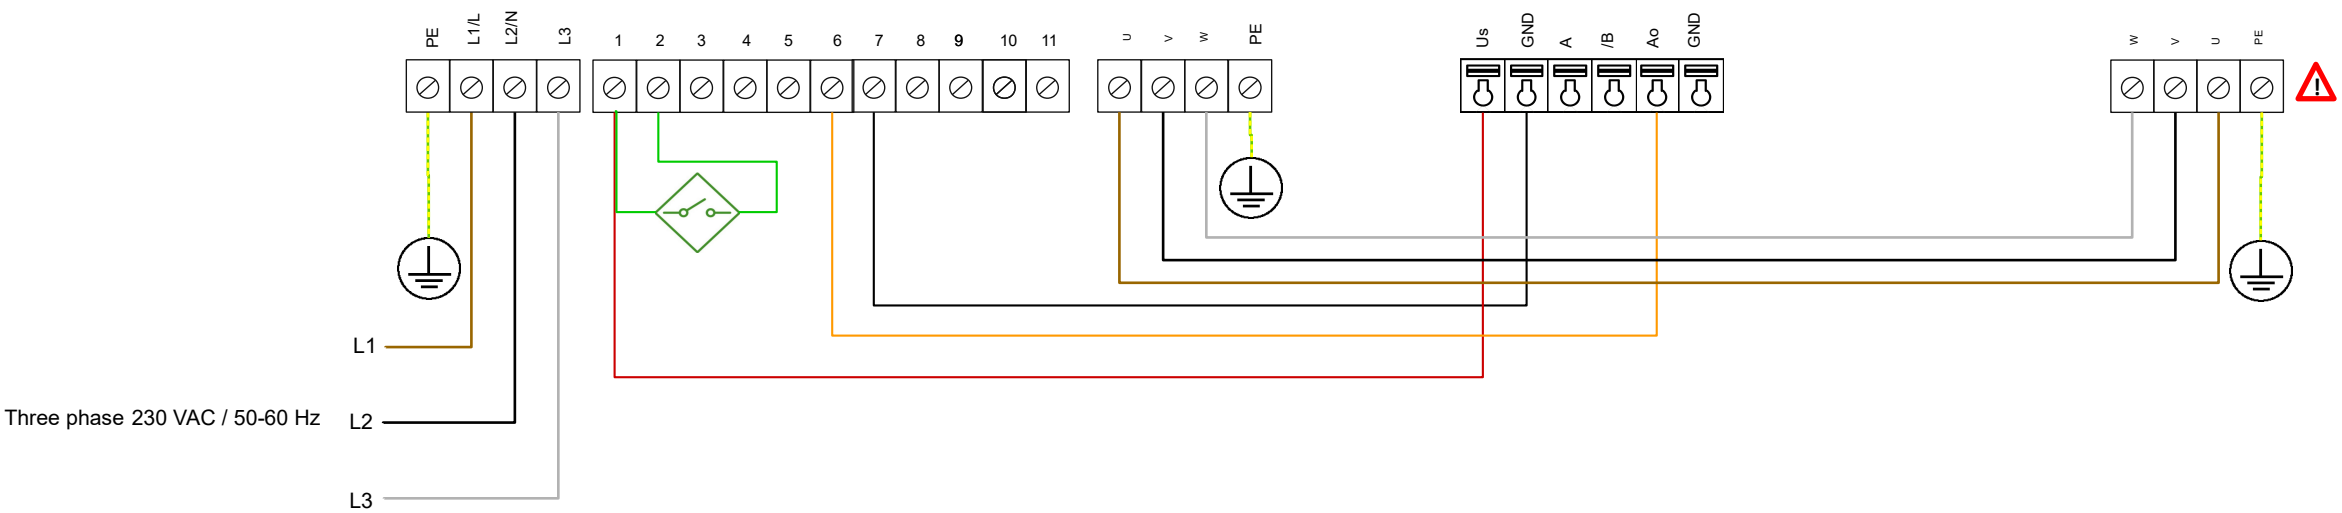 PE L1/L L2/N L3 1 2 3 4 5 6 7 8 9 10 11 U V W PE Us GND A /B Ao GND W V U PE
!
L1
Three phase 230 VAC / 50-60 Hz L2
L3